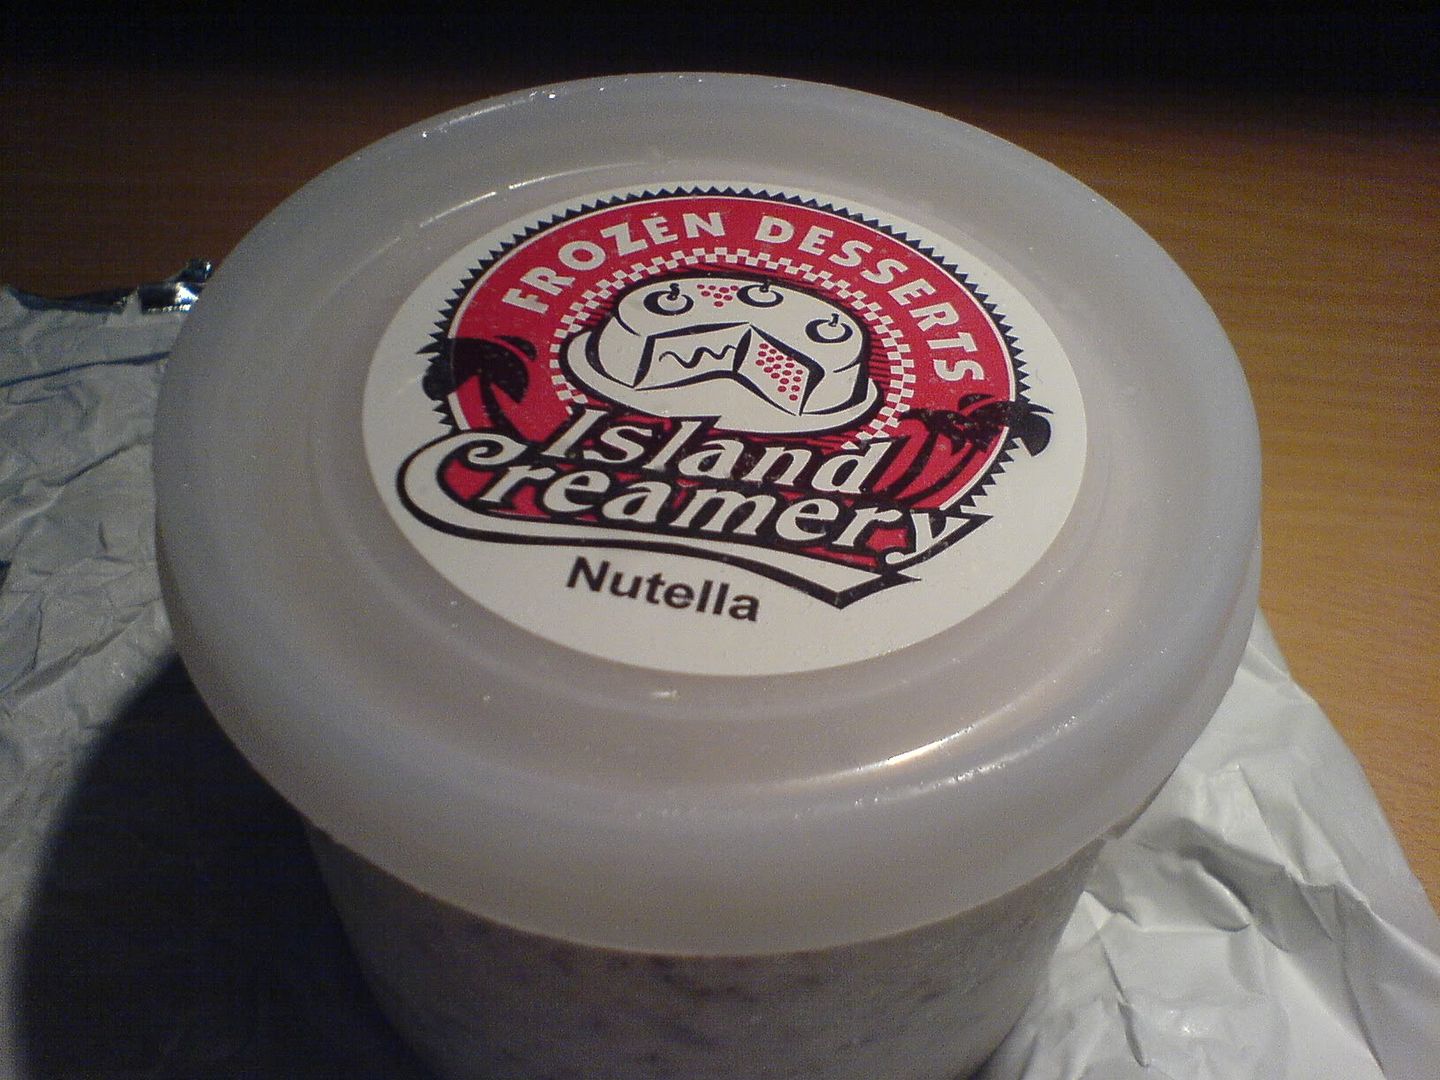 FROZEN DESSERTS
Island
Creamery
Nutella